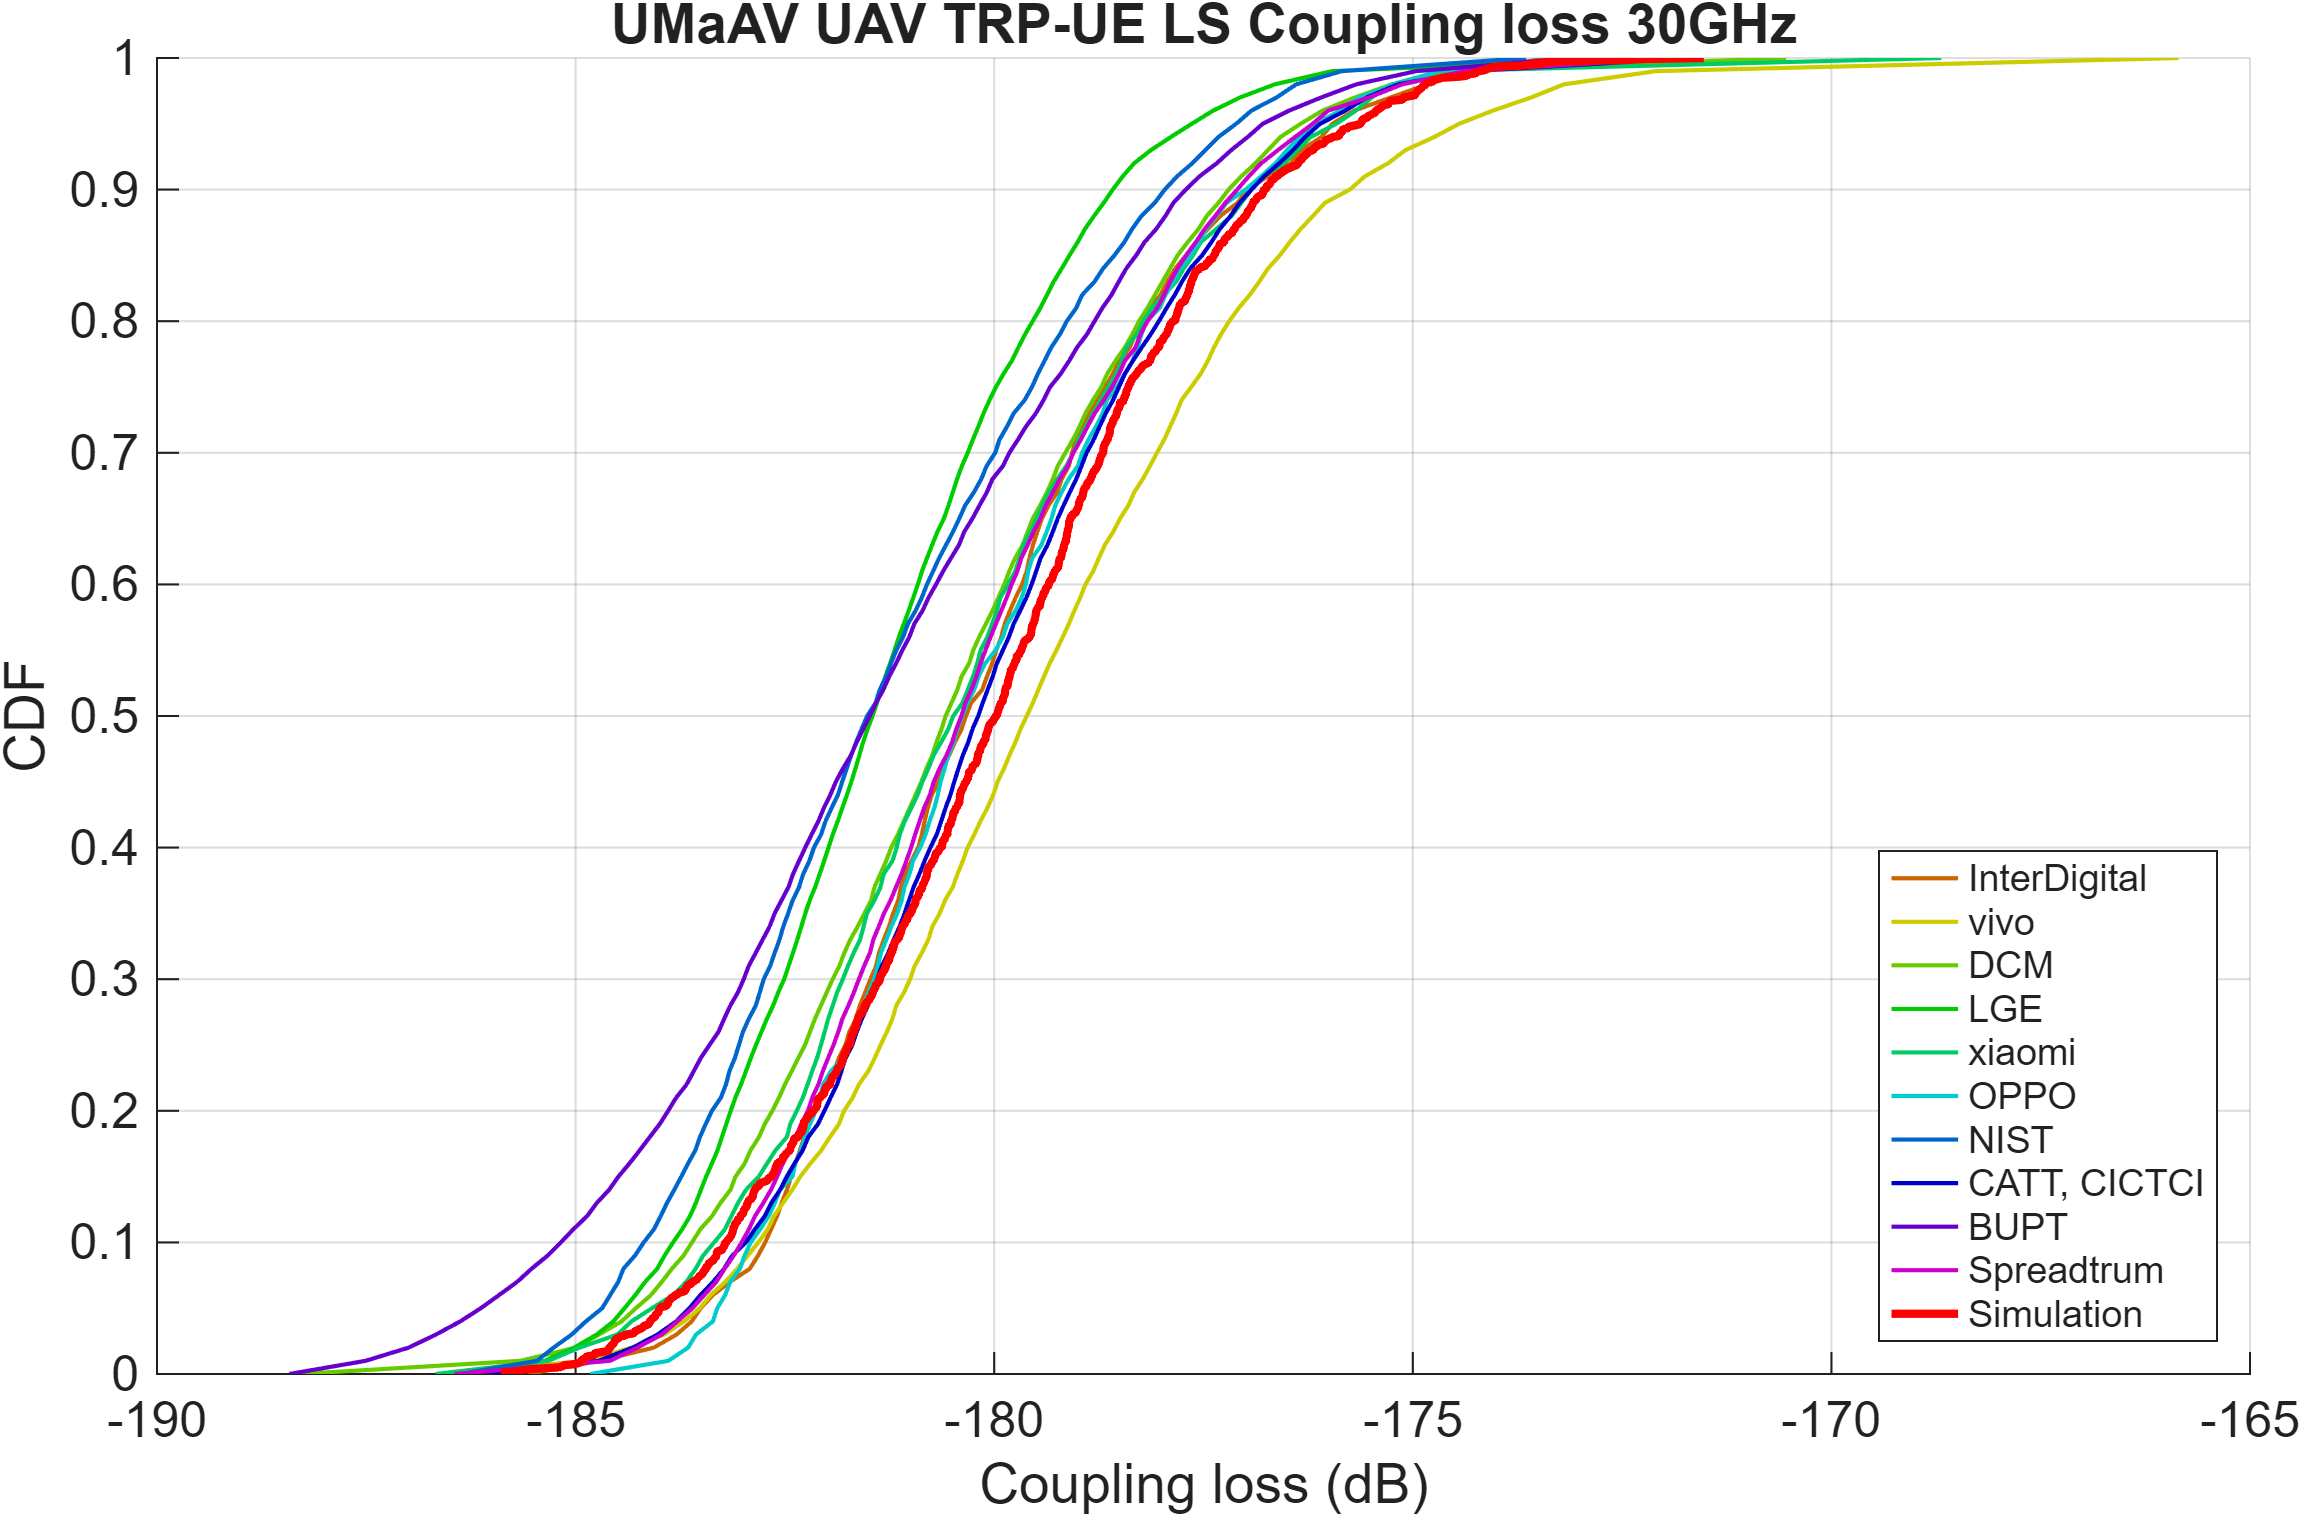 UMaAV UAV TRP-UE LS Coupling loss 30GHz
1
0.9
0.8
0.7
0.6
0.5
0.4
0.3
0.2
0.1
0
CDF
-190
-185
-180
-175
-170
-165
Coupling loss (dB)
InterDigital
vivo
DCM
LGE
xiaomi
OPPO
NIST
CATT, CICTCI
BUPT
Spreadtrum
Simulation